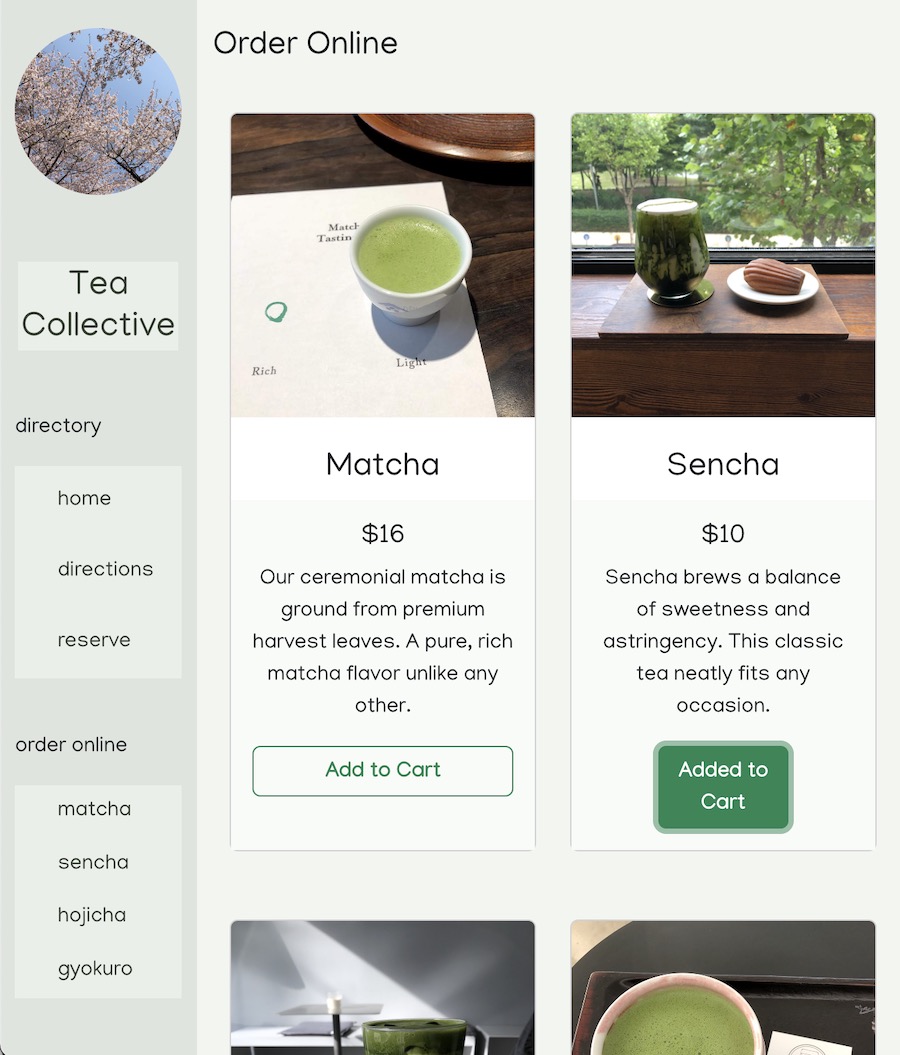 Order Online
Tea
Collective
directory
home
directions
reserve
order online
matcha
sencha
hojicha
gyokuro
Tastin
Rich
Light
Matcha
$16
Our ceremonial matcha is
ground from premium
harvest leaves. A pure, rich
matcha flavor unlike any
other.
Add to Cart
Sencha
$10
Sencha brews a balance
of sweetness and
astringency. This classic
tea neatly fits any
occasion.
Added to
Cart